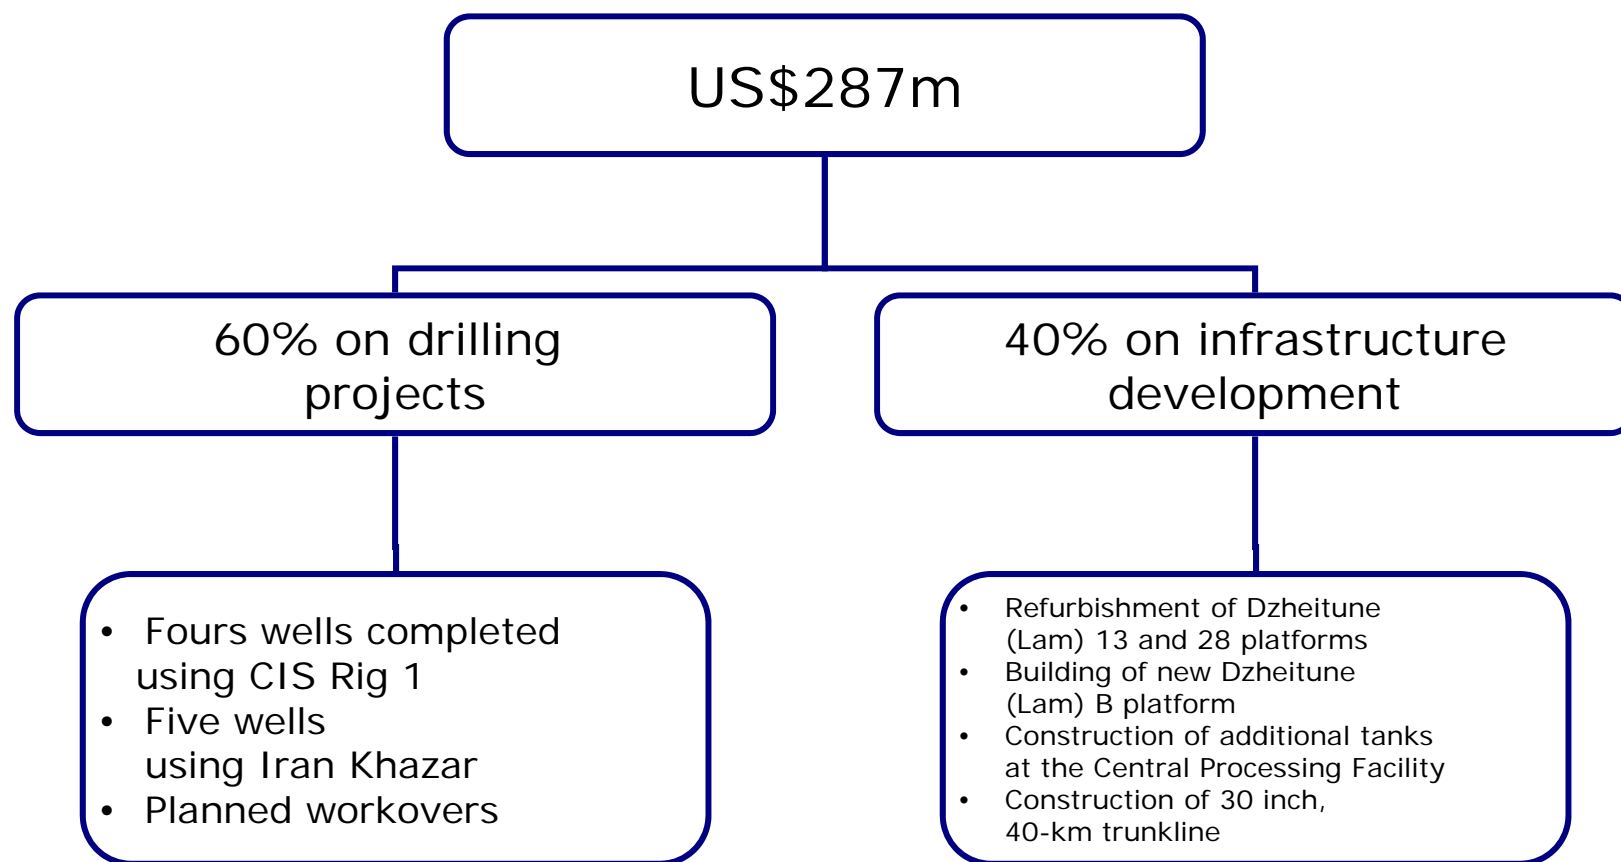 US$287m
60% on drilling
projects
40% on infrastructure
development
• Fours wells completed
using CIS Rig 1
• Five wells
using Iran Khazar
• Planned workovers
• Refurbishment of Dzheitune
(Lam) 13 and 28 platforms
• Building of new Dzheitune
(Lam) B platform
• Construction of additional tanks
at the Central Processing Facility
• Construction of 30 inch,
40-km trunkline